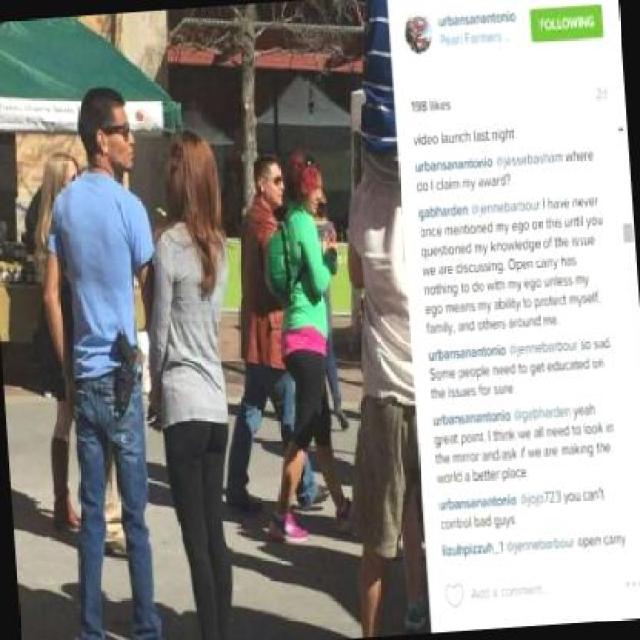 urbansanantonio
FOLLOWING
Pearl Farmers ...
198 likes
video launch last night
urbansanantonio @jessebasham where
do I claim my award?
gabharden @jennebarbour I have never
once mentioned my ego on this until you
questioned my knowledge of the issue
we are discussing. Open carry has
nothing to do with my ego unless my
ego means my ability to protect myself,
family, and others around me.
urbansanantonio @jennebarbour so sad.
Some people need to get educated on
the issues for sure
urbansanantonio @gabharden yeah
great point. I think we all need to look in
the mirror and ask if we are making the
world a better place
urbansanantonio @jojo723 you can't
control bad guys
lizuhpizzuh_1 @jennebarbour open carry
Add a comment...